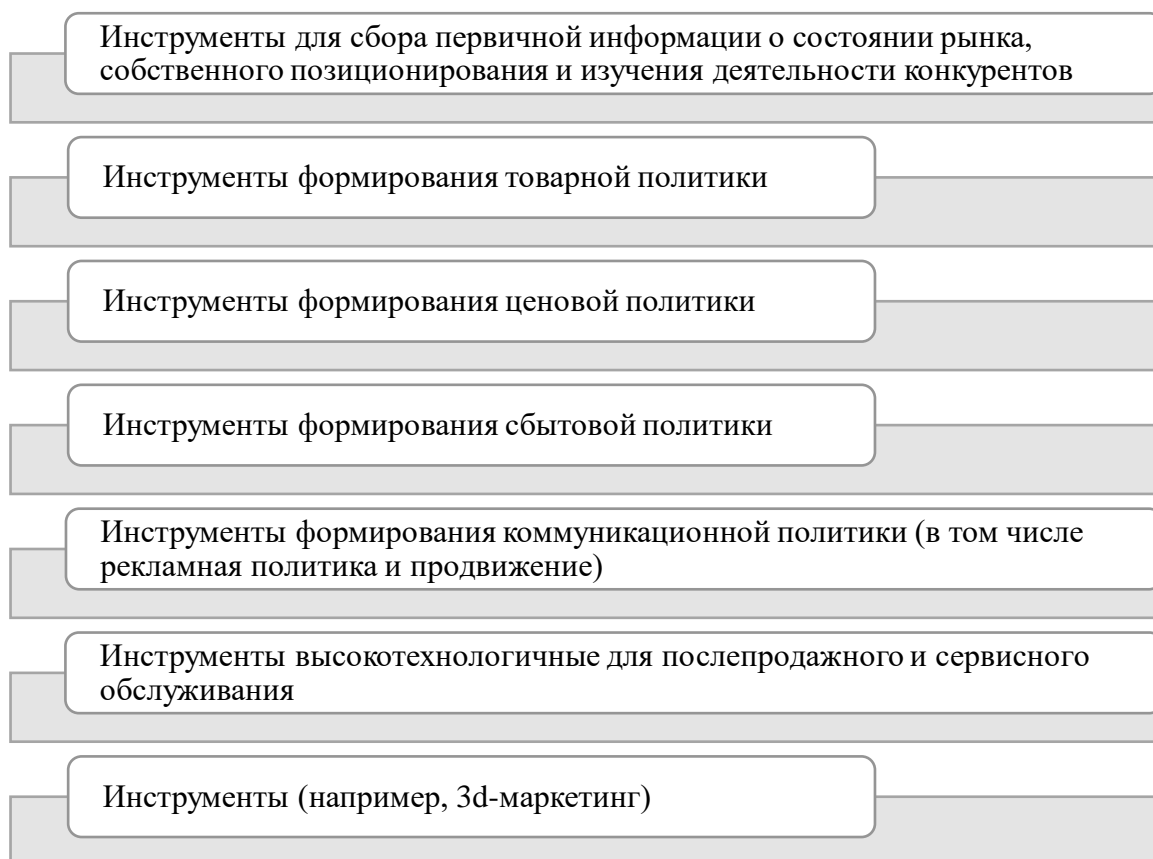 Инструменты для сбора первичной информации о состоянии рынка,
собственного позиционирования и изучения деятельности конкурентов
Инструменты формирования товарной политики
Инструменты формирования ценовой политики
Инструменты формирования сбытовой политики
Инструменты формирования коммуникационной политики (в том числе
рекламная политика и продвижение)
Инструменты высокотехнологичные для послепродажного и сервисного
обслуживания
Инструменты (например, 3d-маркетинг)